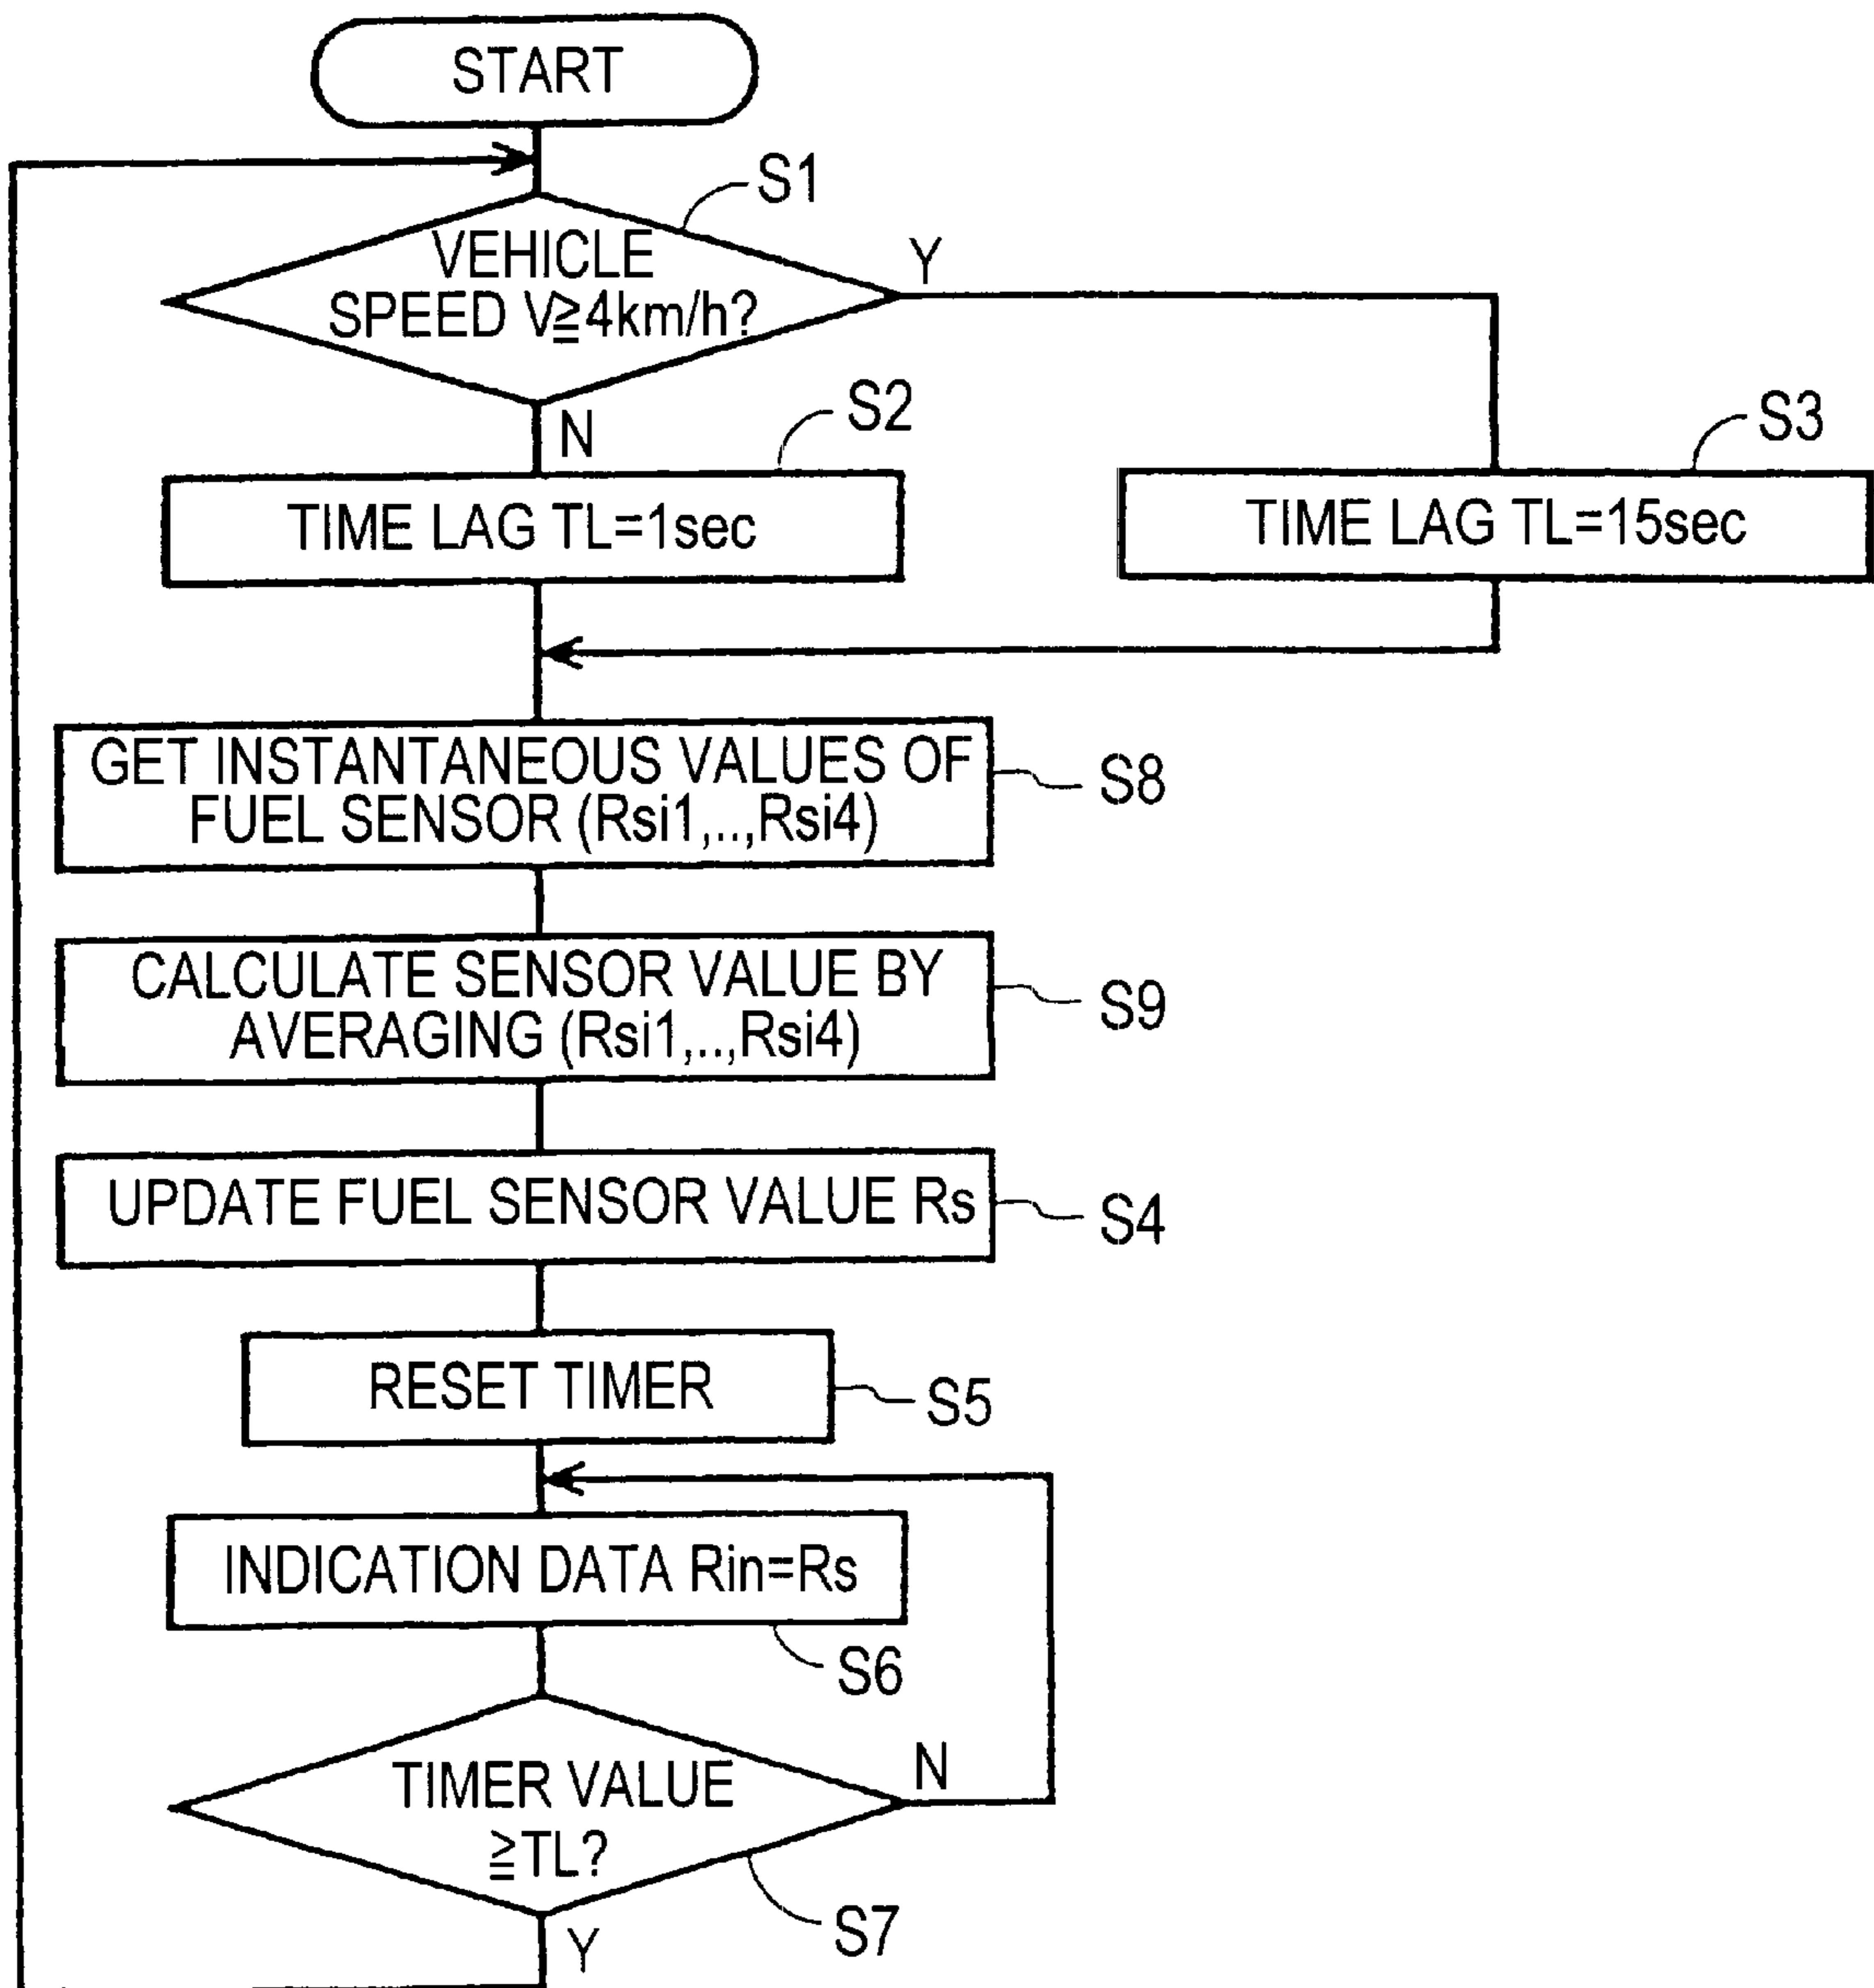 START
S1
VEHICLE
SPEED V≧4km/h?
Y
N
S2
TIME LAG TL=1sec
S3
TIME LAG TL=15sec
GET INSTANTANEOUS VALUES OF
FUEL SENSOR (Rsi1,..,Rsi4)
S8
CALCULATE SENSOR VALUE BY
AVERAGING (Rsi1,..,Rsi4)
S9
UPDATE FUEL SENSOR VALUE Rs
S4
RESET TIMER
S5
INDICATION DATA Rin=Rs
S6
TIMER VALUE
≧TL?
N
S7
Y